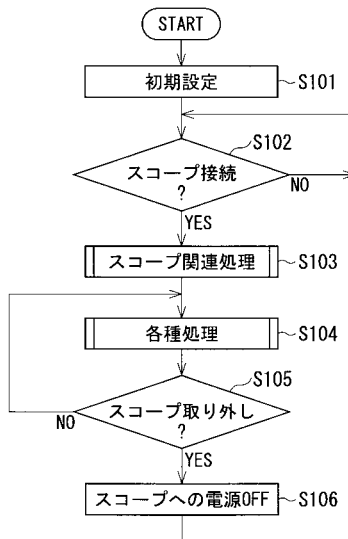 START
初期設定
S101
S102
スコープ接続
?
NO
YES
スコープ関連処理
S103
各種処理
S104
S105
スコープ取り外し
?
NO
YES
スコープへの電源OFF
S106